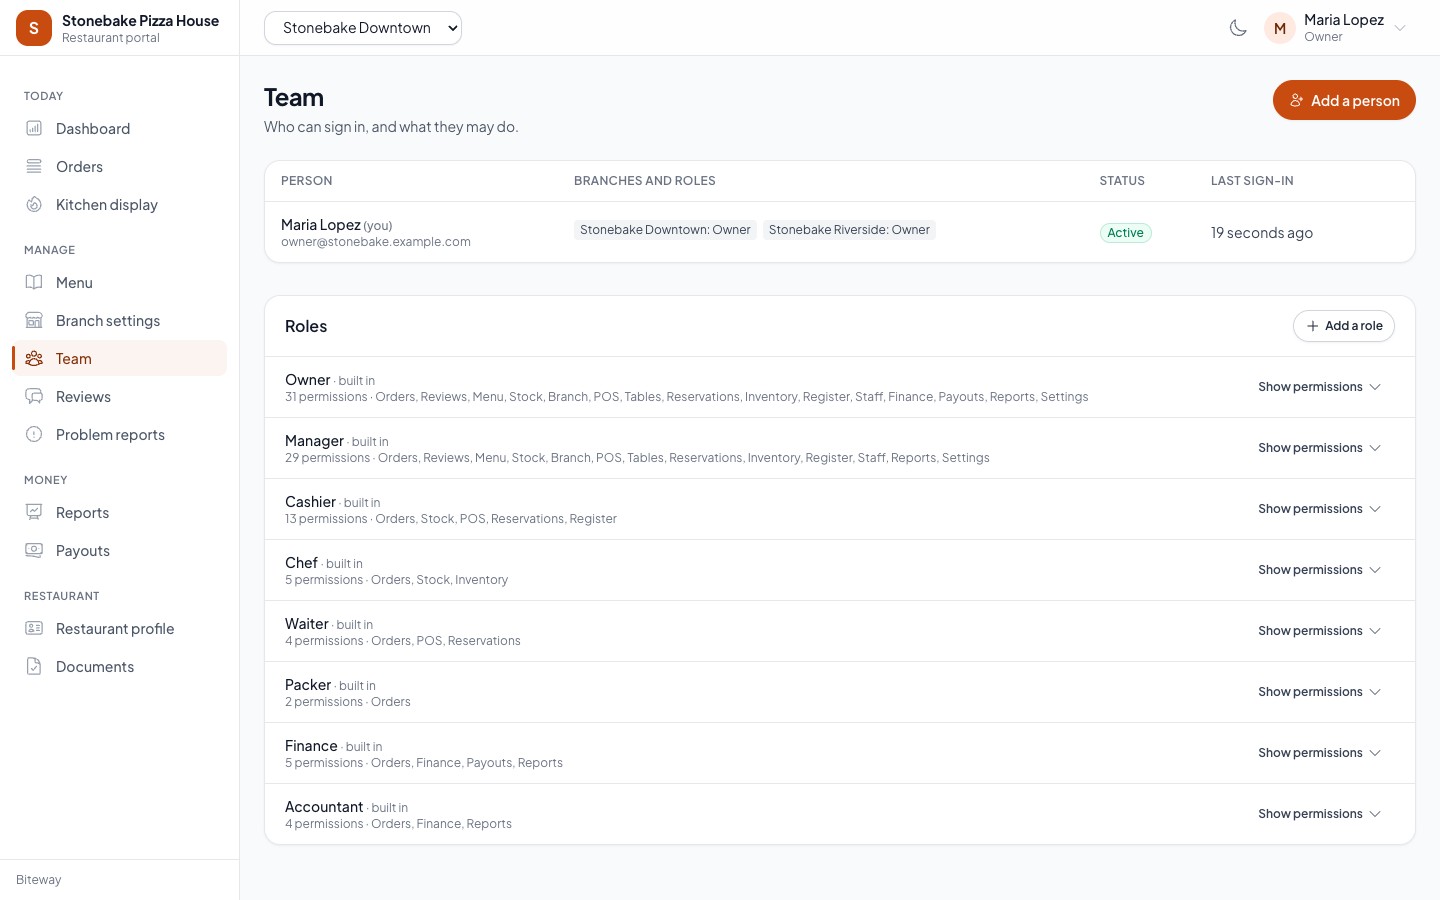 S
Stonebake Pizza House
Restaurant portal
Stonebake Downtown
M
Maria Lopez
Owner
TODAY
Dashboard
Orders
Kitchen display
MANAGE
Menu
Branch settings
Team
Reviews
Problem reports
MONEY
Reports
Payouts
RESTAURANT
Restaurant profile
Documents
Biteway
Team
Who can sign in, and what they may do.
Add a person
PERSON BRANCHES AND ROLES STATUS LAST SIGN-IN
Maria Lopez (you)
owner@stonebake.example.com
Stonebake Downtown: Owner Stonebake Riverside: Owner
Active
19 seconds ago
Roles
Add a role
Owner · built in
31 permissions · Orders, Reviews, Menu, Stock, Branch, POS, Tables, Reservations, Inventory, Register, Staff, Finance, Payouts, Reports, Settings
Show permissions
Manager · built in
29 permissions · Orders, Reviews, Menu, Stock, Branch, POS, Tables, Reservations, Inventory, Register, Staff, Reports, Settings
Show permissions
Cashier · built in
13 permissions · Orders, Stock, POS, Reservations, Register
Show permissions
Chef · built in
5 permissions · Orders, Stock, Inventory
Show permissions
Waiter · built in
4 permissions · Orders, POS, Reservations
Show permissions
Packer · built in
2 permissions · Orders
Show permissions
Finance · built in
5 permissions · Orders, Finance, Payouts, Reports
Show permissions
Accountant · built in
4 permissions · Orders, Finance, Reports
Show permissions